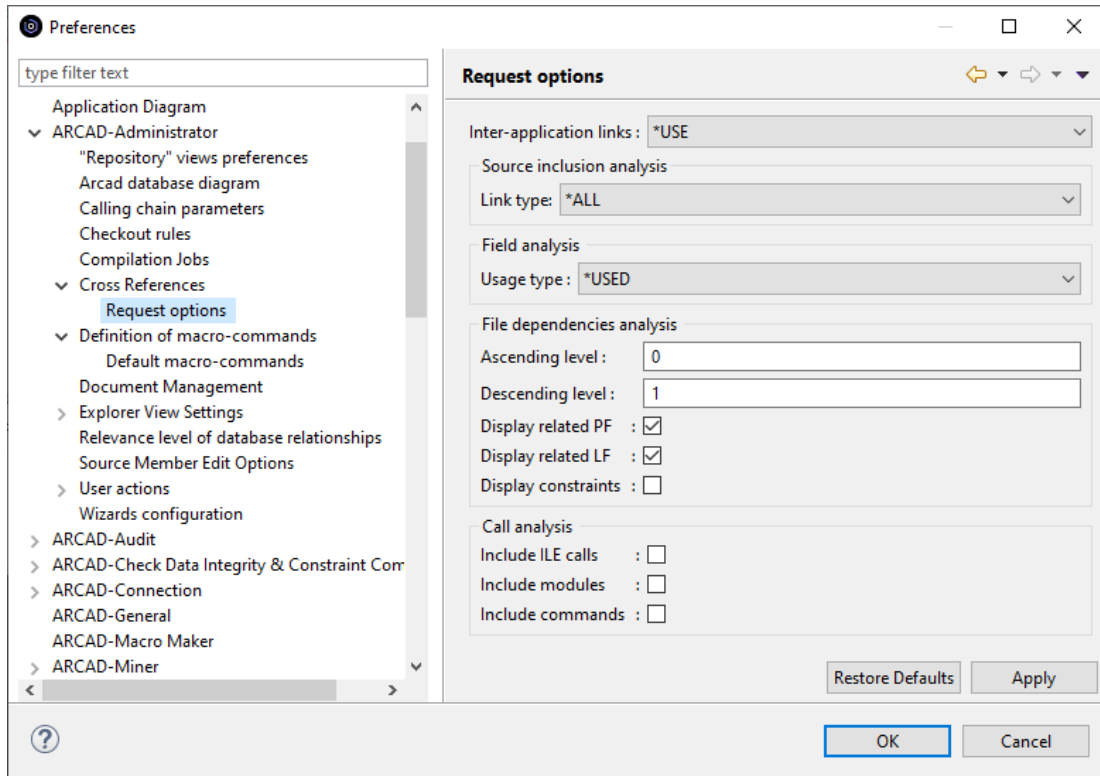 Preferences
type filter text
Application Diagram
ARCAD-Administrator
"Repository" views preferences
Arcad database diagram
Calling chain parameters
Checkout rules
Compilation Jobs
Cross References
Request options
Definition of macro-commands
Default macro-commands
Document Management
Explorer View Settings
Relevance level of database relationships
Source Member Edit Options
User actions
Wizards configuration
ARCAD-Audit
ARCAD-Check Data Integrity & Constraint Com
ARCAD-Connection
ARCAD-General
ARCAD-Macro Maker
ARCAD-Miner
Request options
Inter-application links : *USE
Source inclusion analysis
Link type: *ALL
Field analysis
Usage type : *USED
File dependencies analysis
Ascending level : 0
Descending level : 1
Display related PF :
Display related LF :
Display constraints :
Call analysis
Include ILE calls :
Include modules :
Include commands :
Restore Defaults Apply
? OK Cancel